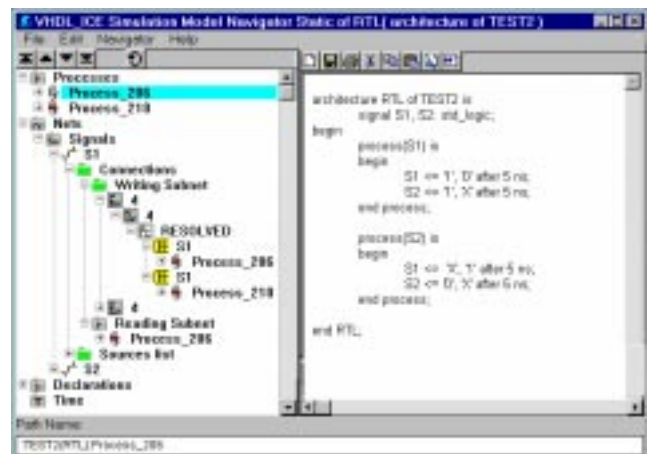 VHDL_ICE Simulation Model Navigator Static of RTL( architecture of TEST2 )
File Edit Navigator Help
Processes
Process_206
Process_218
Nets
Signals
S1
Connections
Writing Subnet
4
4
RESOLVED
S1
Process_206
S1
Process_218
4
Reading Subnet
Process_206
Sources list
S2
Declarations
Time
architecture RTL of TEST2 is
signal S1, S2: std_logic;
begin
process(S1) is
begin
S1 <= '1', '0' after 5 ns;
S2 <= '1', 'X' after 5 ns;
end process;
process(S2) is
begin
S1 <= 'X', '1' after 5 ns;
S2 <= '0', 'X' after 6 ns;
end process;
end RTL;
Path Name:
TEST2(RTL).Process_206